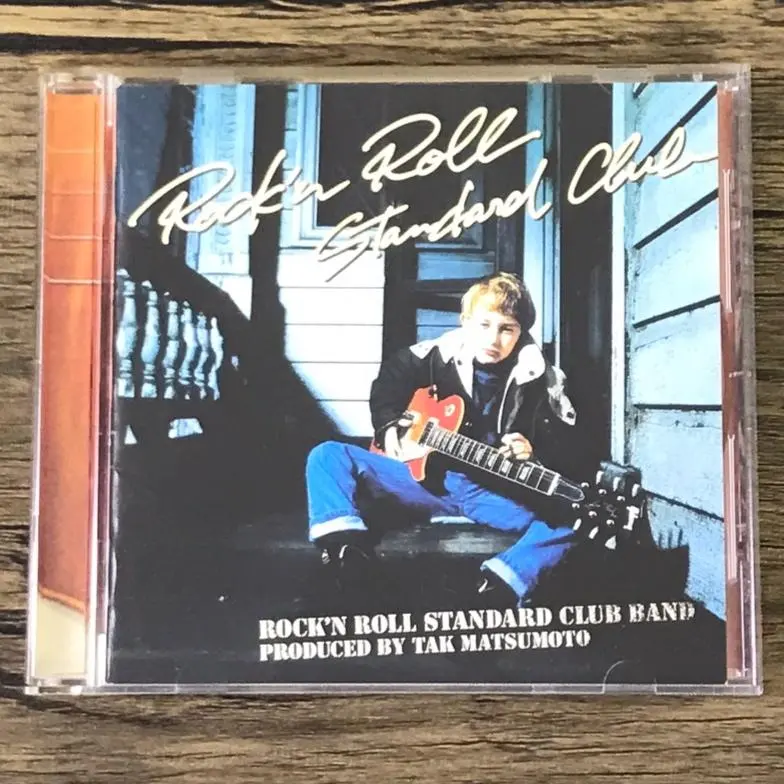 Rock'n Roll
Standard Club
ROCK'N ROLL STANDARD CLUB BAND
PRODUCED BY TAK MATSUMOTO